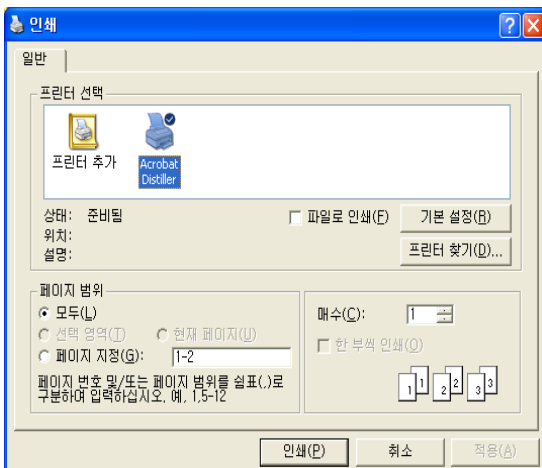 인쇄
일반
프린터 선택
프린터 추가
Acrobat
Distiller
상태: 준비됨
위치:
설명:
파일로 인쇄(F)
기본 설정(R)
프린터 찾기(D)...
페이지 범위
모두(L)
선택 영역(T) 현재 페이지(U)
페이지 지정(G): 1-2
페이지 번호 및/또는 페이지 범위를 쉼표(,)로
구분하여 입력하십시오. 예, 1,5-12
매수(C): 1
한 부씩 인쇄(O)
1 1 2 2 3 3
인쇄(P) 취소 적용(A)